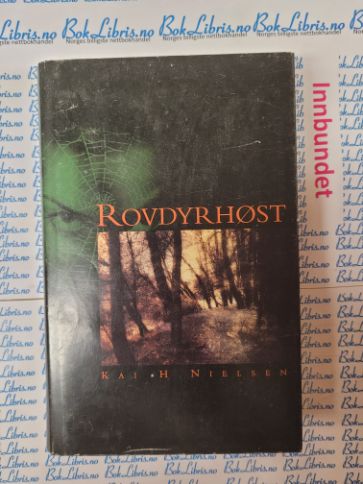 BokLibris.no
Norges billigste nettbokhandel
Innbundet
ROVDYRHØST
KAI H NIELSEN